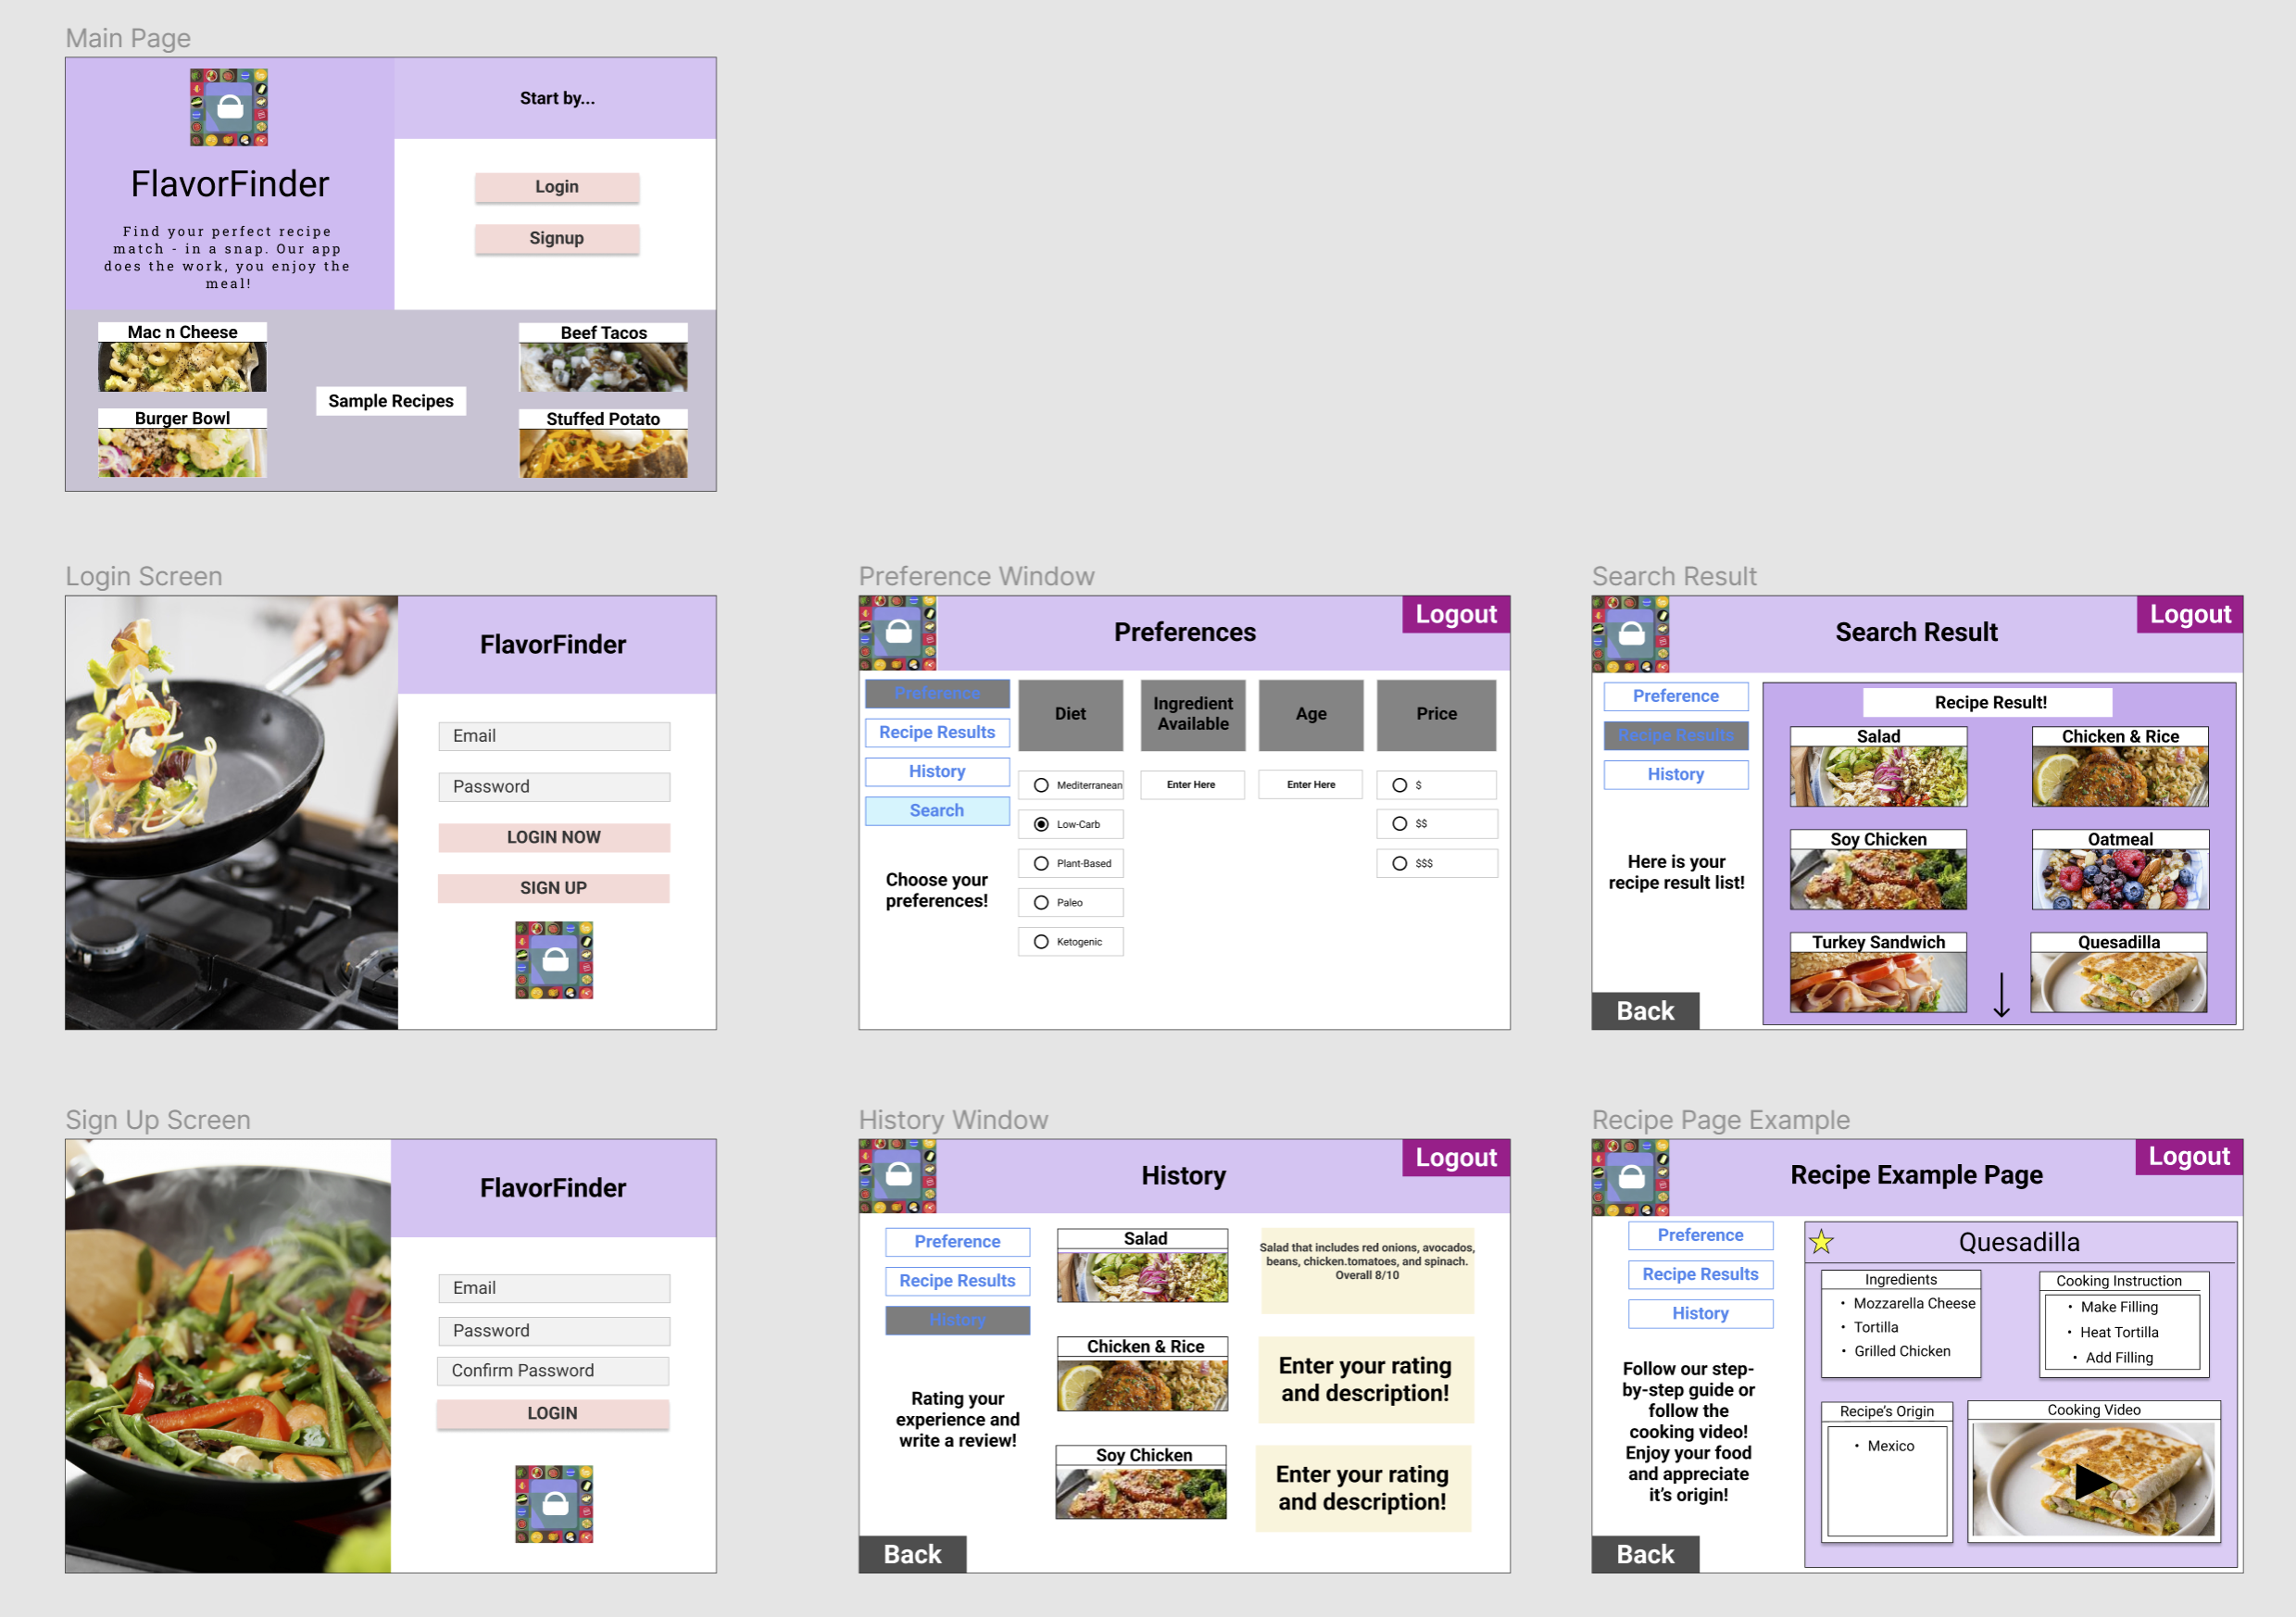 Main Page
FlavorFinder
Find your perfect recipe
match - in a snap. Our app
does the work, you enjoy the
meal!
Start by...
Login
Signup
Mac n Cheese
Burger Bowl
Sample Recipes
Beef Tacos
Stuffed Potato
Login Screen
FlavorFinder
Email
Password
LOGIN NOW
SIGN UP
Preference Window
Preferences
Logout
Preference
Recipe Results
History
Search
Choose your
preferences!
Diet
Mediterranean
Low-Carb
Plant-Based
Paleo
Ketogenic
Ingredient
Available
Enter Here
Age
Enter Here
Price
$
$$
$$$
Search Result
Search Result
Logout
Preference
Recipe Results
History
Here is your
recipe result list!
Back
Recipe Result!
Salad
Chicken & Rice
Soy Chicken
Oatmeal
Turkey Sandwich
Quesadilla
Sign Up Screen
FlavorFinder
Email
Password
Confirm Password
LOGIN
History Window
History
Logout
Preference
Recipe Results
History
Rating your
experience and
write a review!
Back
Salad
Salad that includes red onions, avocados,
beans, chicken.tomatoes, and spinach.
Overall 8/10
Chicken & Rice
Enter your rating
and description!
Soy Chicken
Enter your rating
and description!
Recipe Page Example
Recipe Example Page
Logout
Preference
Recipe Results
History
Follow our step-
by-step guide or
follow the
cooking video!
Enjoy your food
and appreciate
it's origin!
Back
Quesadilla
Ingredients
• Mozzarella Cheese
• Tortilla
• Grilled Chicken
Cooking Instruction
• Make Filling
• Heat Tortilla
• Add Filling
Recipe's Origin
• Mexico
Cooking Video